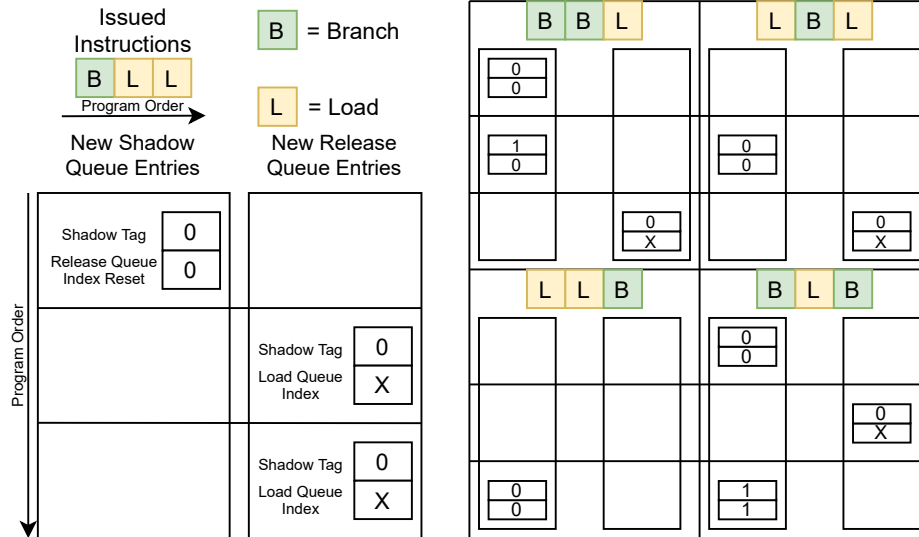 Issued
Instructions
B L L
Program Order
B = Branch
L = Load
New Shadow
Queue Entries
New Release
Queue Entries
Program Order
Shadow Tag 0
Release Queue
Index Reset 0
Shadow Tag 0
Load Queue
Index X
Shadow Tag 0
Load Queue
Index X
B B L
0
0
1
0
0
X
L B L
0
0
0
X
L L B
0
0
B L B
0
0
0
X
1
1